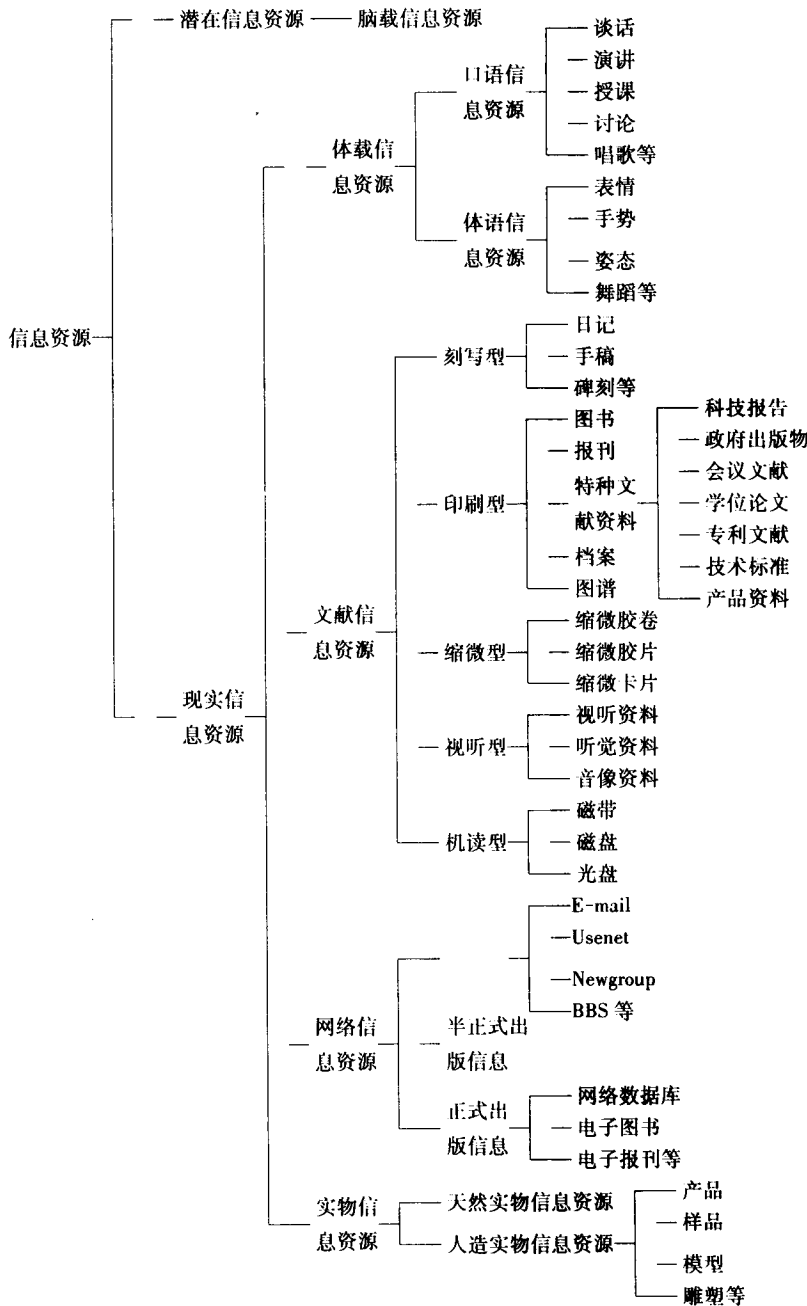 潜在信息资源
脑载信息资源
谈话
演讲
口语信
息资源
授课
讨论
唱歌等
体载信
息资源
表情
体语信
息资源
手势
姿态
舞蹈等
信息资源
日记
刻写型
手稿
碑刻等
图书
科技报告
报刊
政府出版物
特种文
献资料
会议文献
印刷型
学位论文
档案
专利文献
图谱
技术标准
产品资料
文献信
息资源
缩微胶卷
缩微型
缩微胶片
缩微卡片
现实信
息资源
视听资料
视听型
听觉资料
音像资料
磁带
机读型
磁盘
光盘
E-mail
Usenet
Newgroup
BBS 等
网络信
息资源
半正式出
版信息
正式出
版信息
网络数据库
电子图书
电子报刊等
实物信
息资源
天然实物信息资源
人造实物信息资源
产品
样品
模型
雕塑等